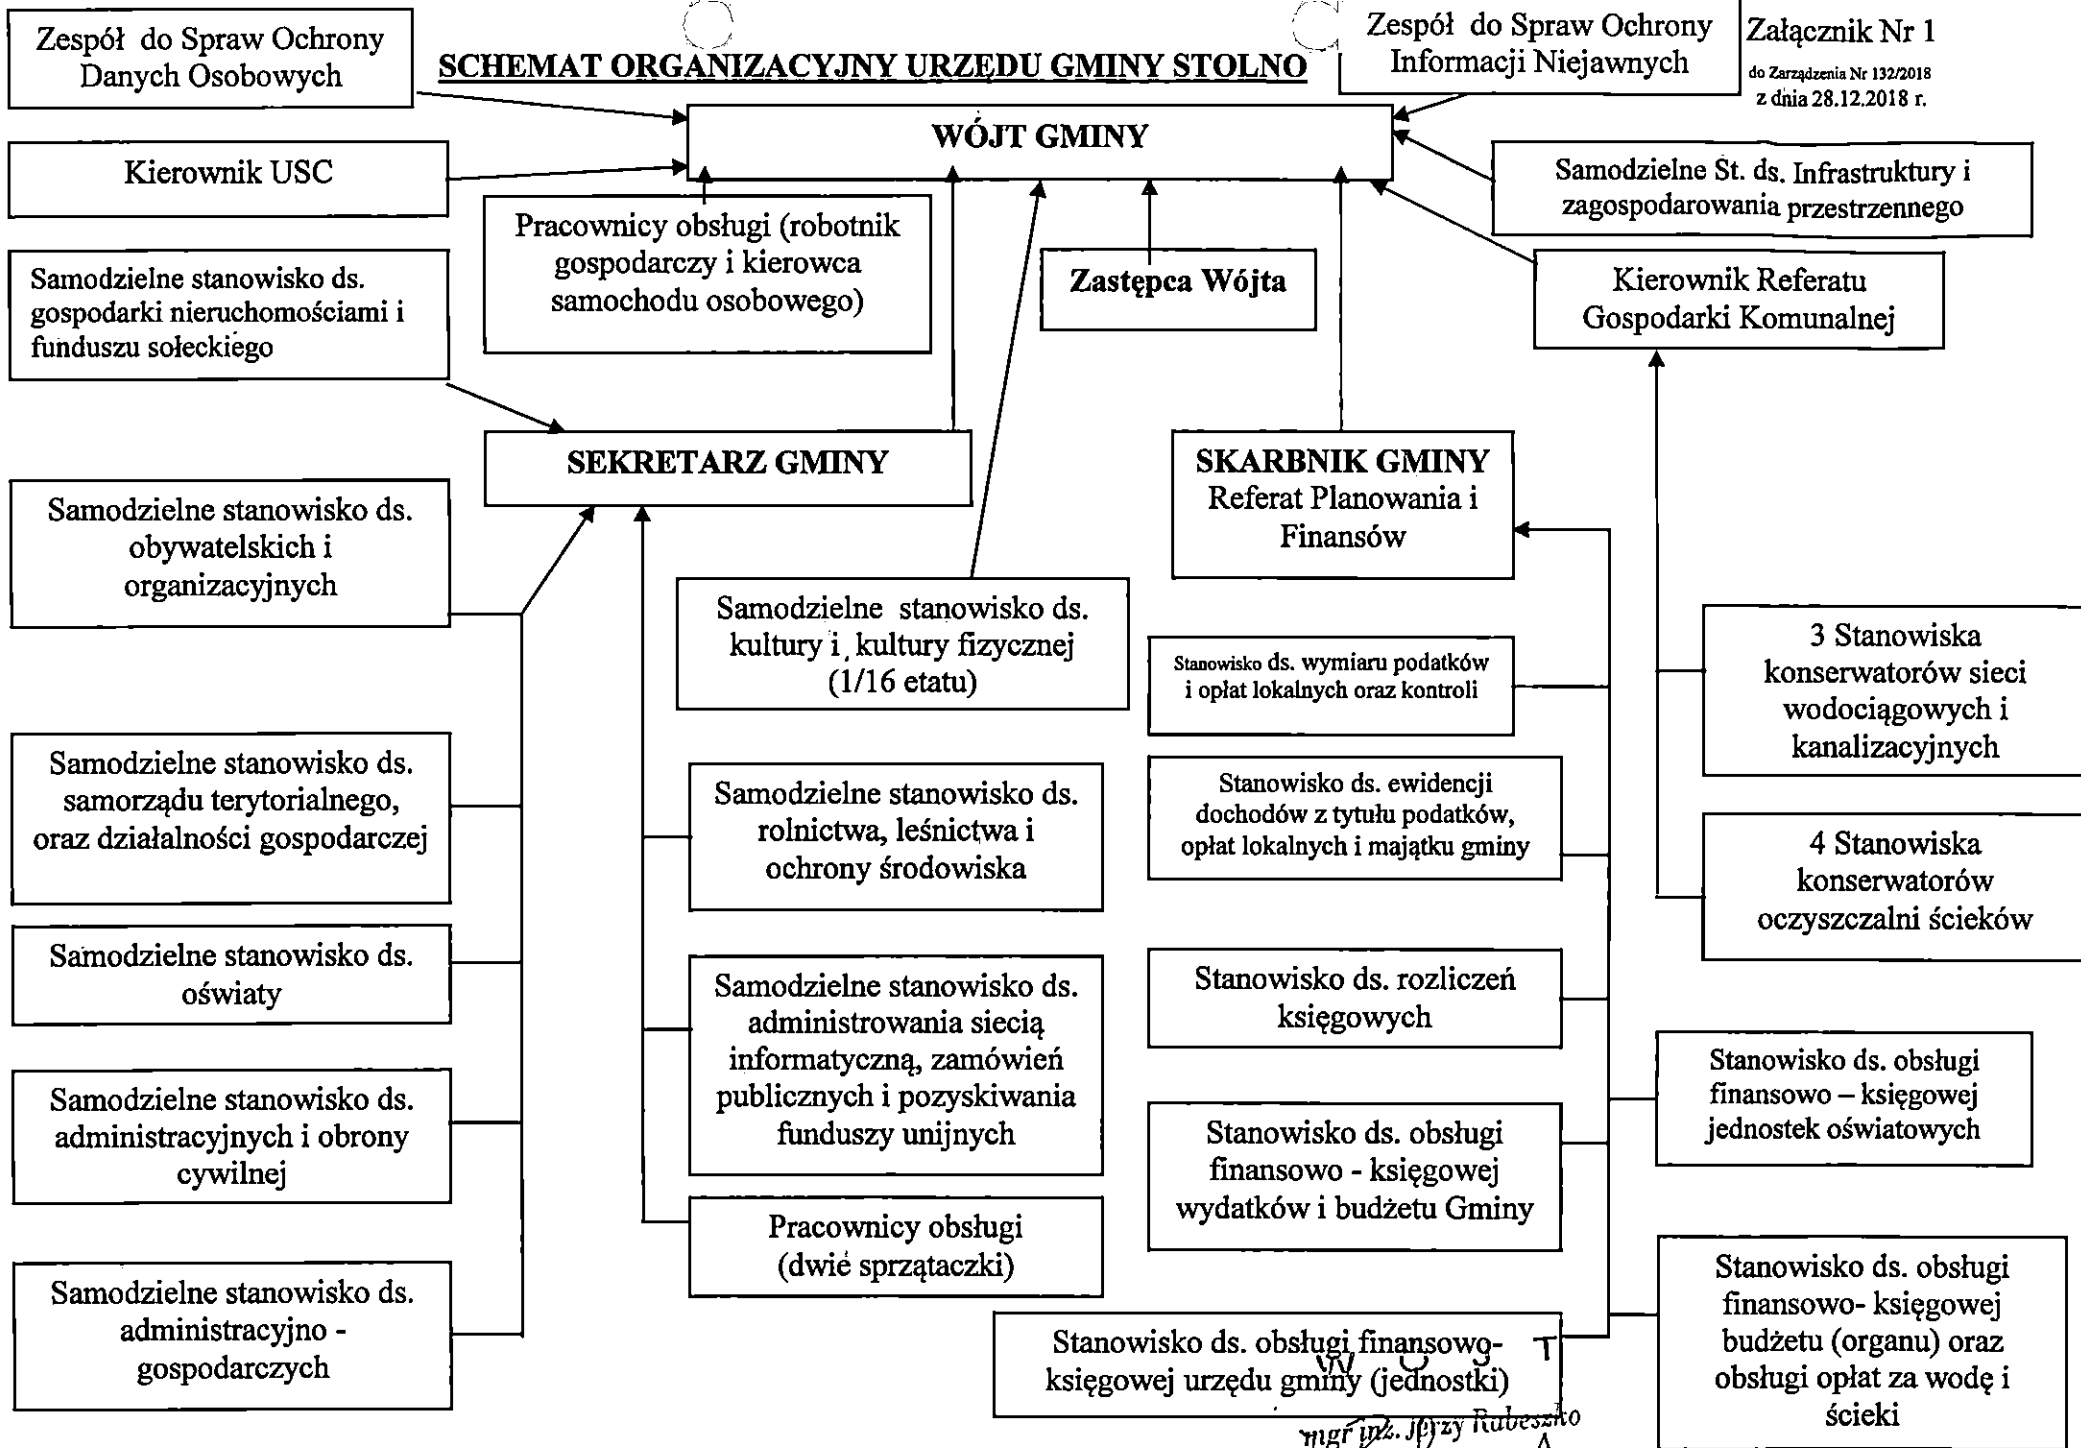 Zespół do Spraw Ochrony
Danych Osobowych
SCHEMAT ORGANIZACYJNY URZĘDU GMINY STOLNO
Zespół do Spraw Ochrony
Informacji Niejawnych
Załącznik Nr 1
do Zarządzenia Nr 132/2018
z dnia 28.12.2018 r.
WÓJT GMINY
Kierownik USC
Samodzielne St. ds. Infrastruktury i
zagospodarowania przestrzennego
Pracownicy obsługi (robotnik
gospodarczy i kierowca
samochodu osobowego)
Zastępca Wójta
Kierownik Referatu
Gospodarki Komunalnej
Samodzielne stanowisko ds.
gospodarki nieruchomościami i
funduszu sołeckiego
SEKRETARZ GMINY
SKARBNIK GMINY
Referat Planowania i
Finansów
Samodzielne stanowisko ds.
obywatelskich i
organizacyjnych
Samodzielne stanowisko ds.
kultury i kultury fizycznej
(1/16 etatu)
Stanowisko ds. wymiaru podatków
i opłat lokalnych oraz kontroli
3 Stanowiska
konserwatorów sieci
wodociągowych i
kanalizacyjnych
Samodzielne stanowisko ds.
samorządu terytorialnego,
oraz działalności gospodarczej
Samodzielne stanowisko ds.
rolnictwa, leśnictwa i
ochrony środowiska
Stanowisko ds. ewidencji
dochodów z tytułu podatków,
opłat lokalnych i majątku gminy
4 Stanowiska
konserwatorów
oczyszczalni ścieków
Samodzielne stanowisko ds.
oświaty
Samodzielne stanowisko ds.
administrowania siecią
informatyczną, zamówień
publicznych i pozyskiwania
funduszy unijnych
Stanowisko ds. rozliczeń
księgowych
Stanowisko ds. obsługi
finansowo – księgowej
jednostek oświatowych
Samodzielne stanowisko ds.
administracyjnych i obrony
cywilnej
Stanowisko ds. obsługi
finansowo - księgowej
wydatków i budżetu Gminy
Pracownicy obsługi
(dwie sprzątaczki)
Samodzielne stanowisko ds.
administracyjno -
gospodarczych
Stanowisko ds. obsługi finansowo-
księgowej urzędu gminy (jednostki)
Stanowisko ds. obsługi
finansowo- księgowej
budżetu (organu) oraz
obsługi opłat za wodę i
ścieki
W Ó J T
mgr inż. Jerzy Rabeszko